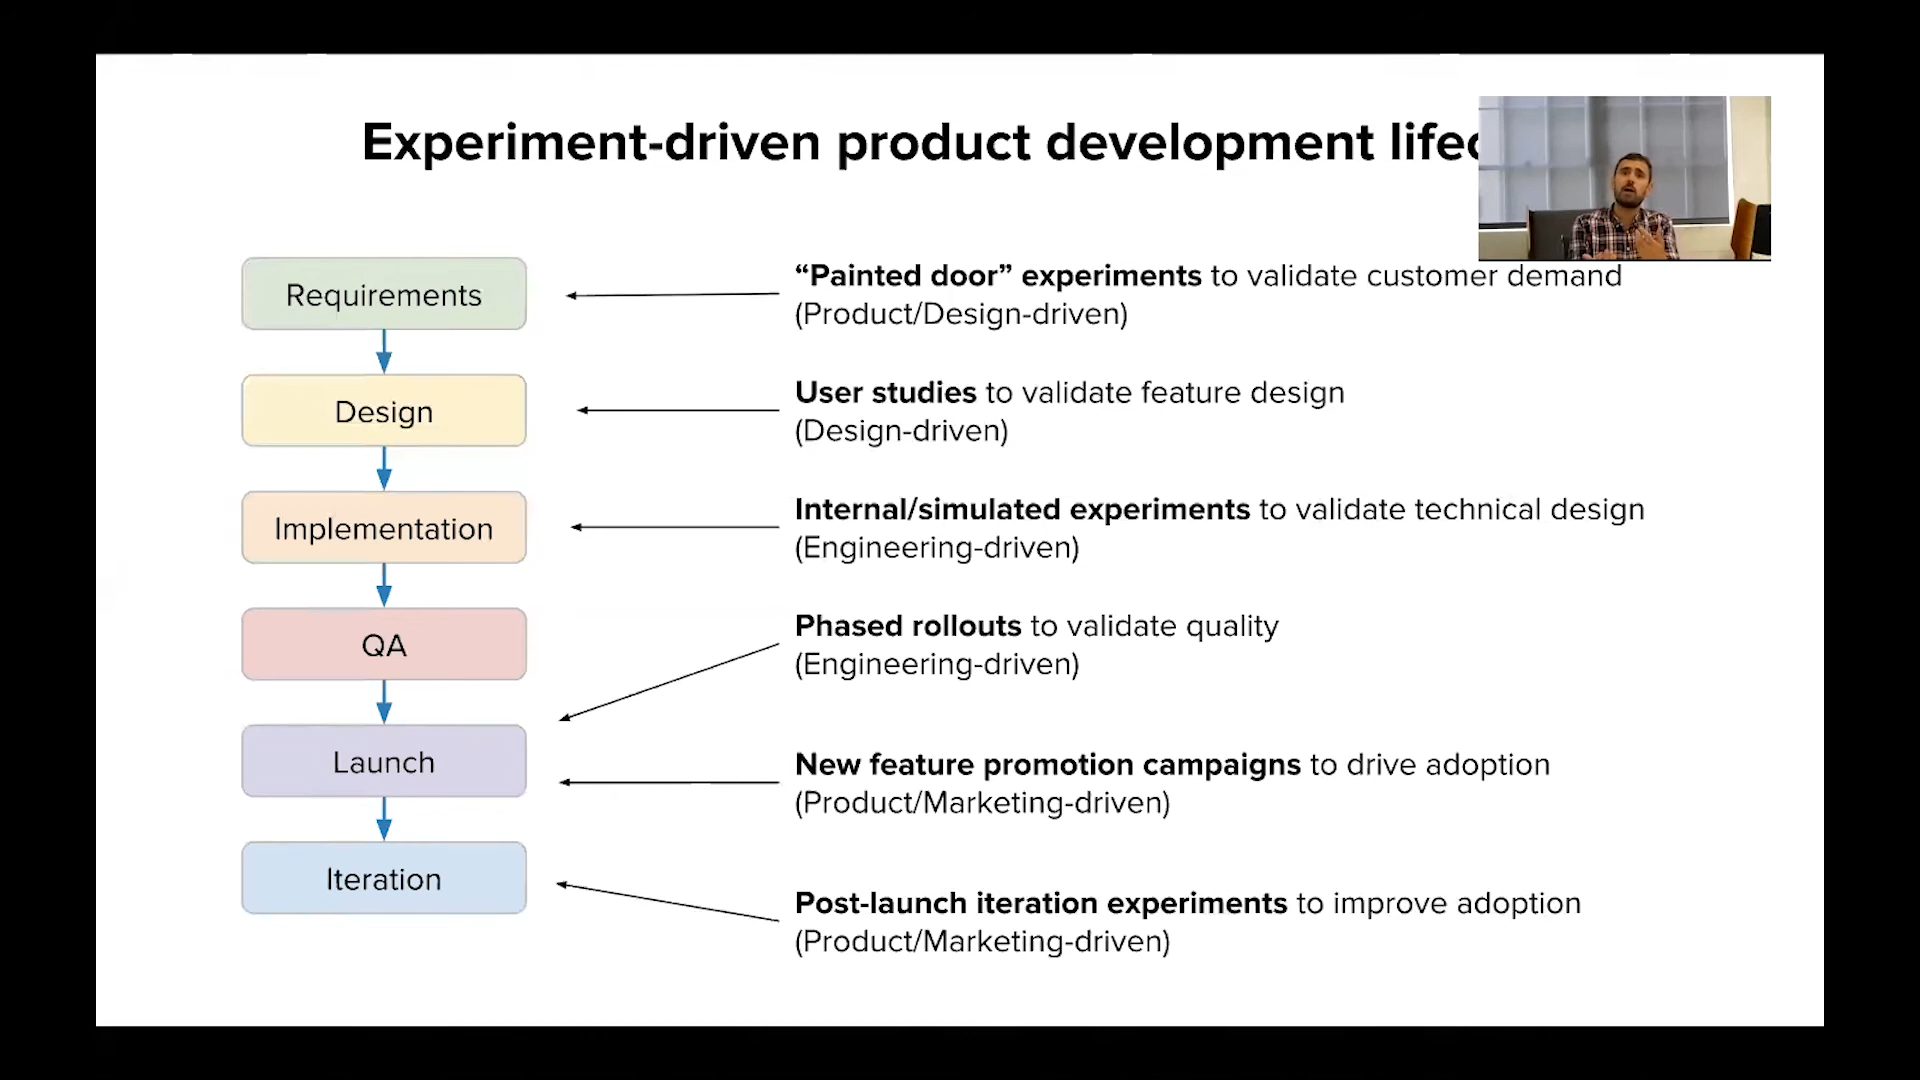 Experiment-driven product development
Requirements
“Painted door” experiments to validate customer demand
(Product/Design-driven)
Design
User studies to validate feature design
(Design-driven)
Implementation
Internal/simulated experiments to validate technical design
(Engineering-driven)
QA
Phased rollouts to validate quality
(Engineering-driven)
Launch
New feature promotion campaigns to drive adoption
(Product/Marketing-driven)
Iteration
Post-launch iteration experiments to improve adoption
(Product/Marketing-driven)